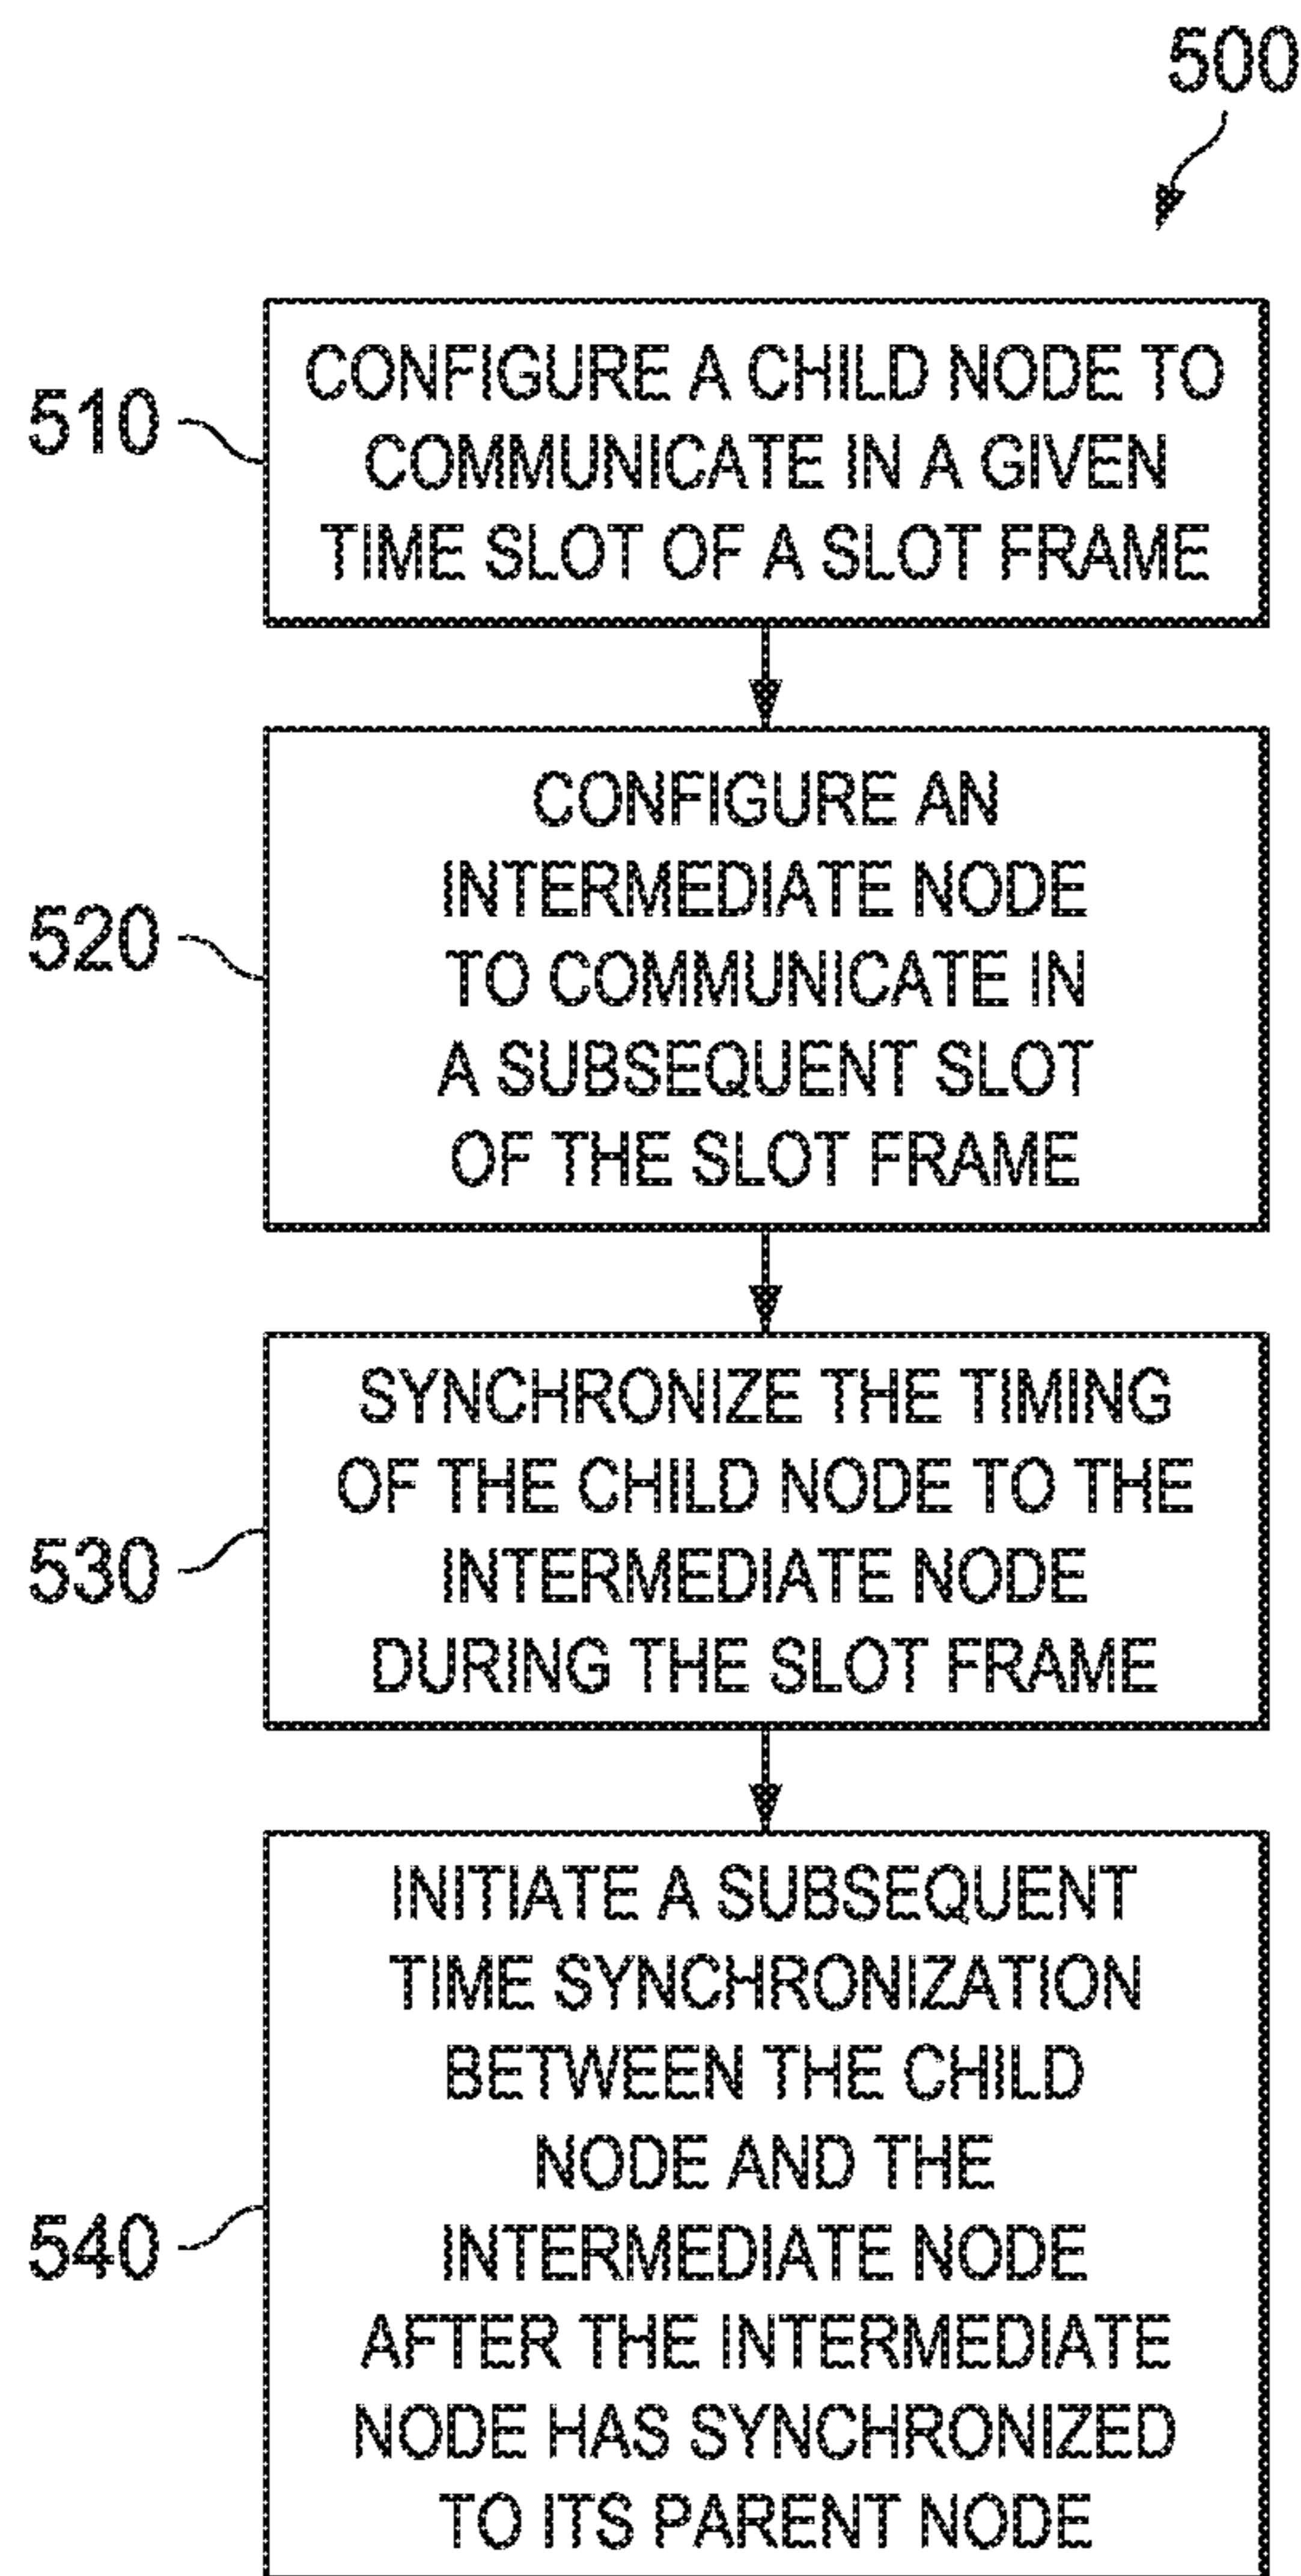 500
510
CONFIGURE A CHILD NODE TO
COMMUNICATE IN A GIVEN
TIME SLOT OF A SLOT FRAME
520
CONFIGURE AN
INTERMEDIATE NODE
TO COMMUNICATE IN
A SUBSEQUENT SLOT
OF THE SLOT FRAME
530
SYNCHRONIZE THE TIMING
OF THE CHILD NODE TO THE
INTERMEDIATE NODE
DURING THE SLOT FRAME
540
INITIATE A SUBSEQUENT
TIME SYNCHRONIZATION
BETWEEN THE CHILD
NODE AND THE
INTERMEDIATE NODE
AFTER THE INTERMEDIATE
NODE HAS SYNCHRONIZED
TO ITS PARENT NODE